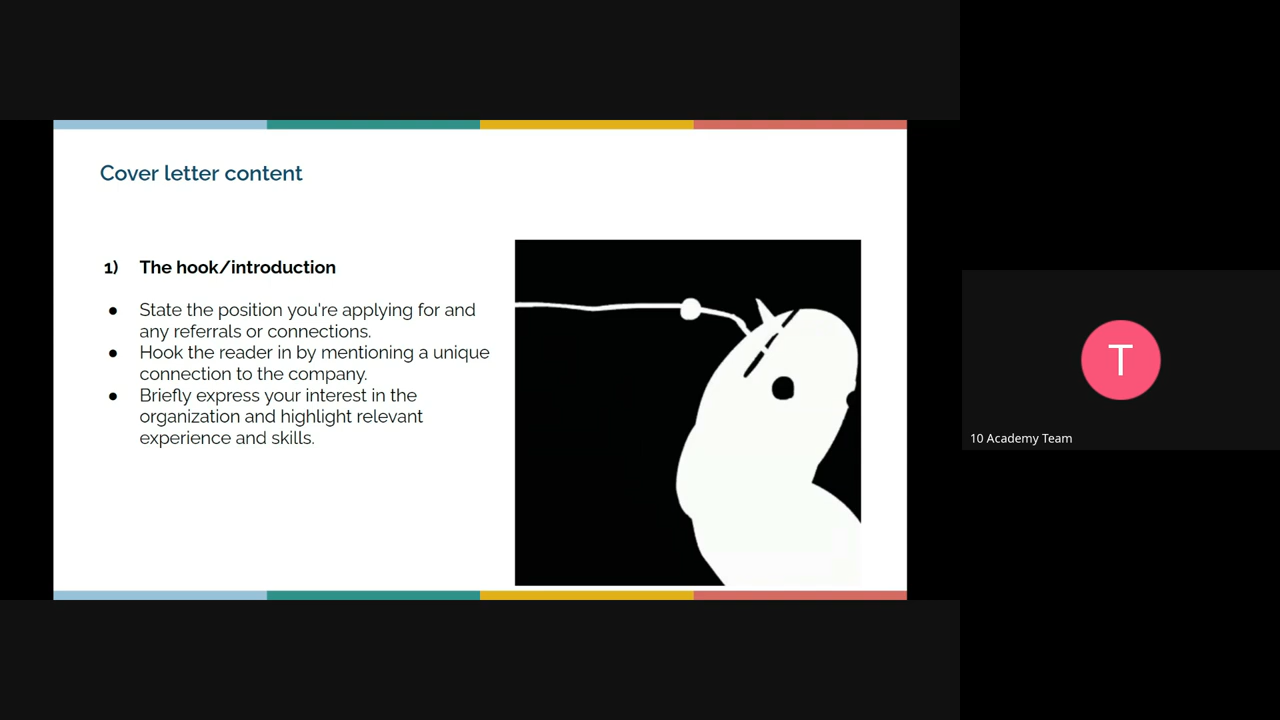 Cover letter content
1) The hook/introduction
● State the position you're applying for and
any referrals or connections.
● Hook the reader in by mentioning a unique
connection to the company.
● Briefly express your interest in the
organization and highlight relevant
experience and skills.
T
10 Academy Team